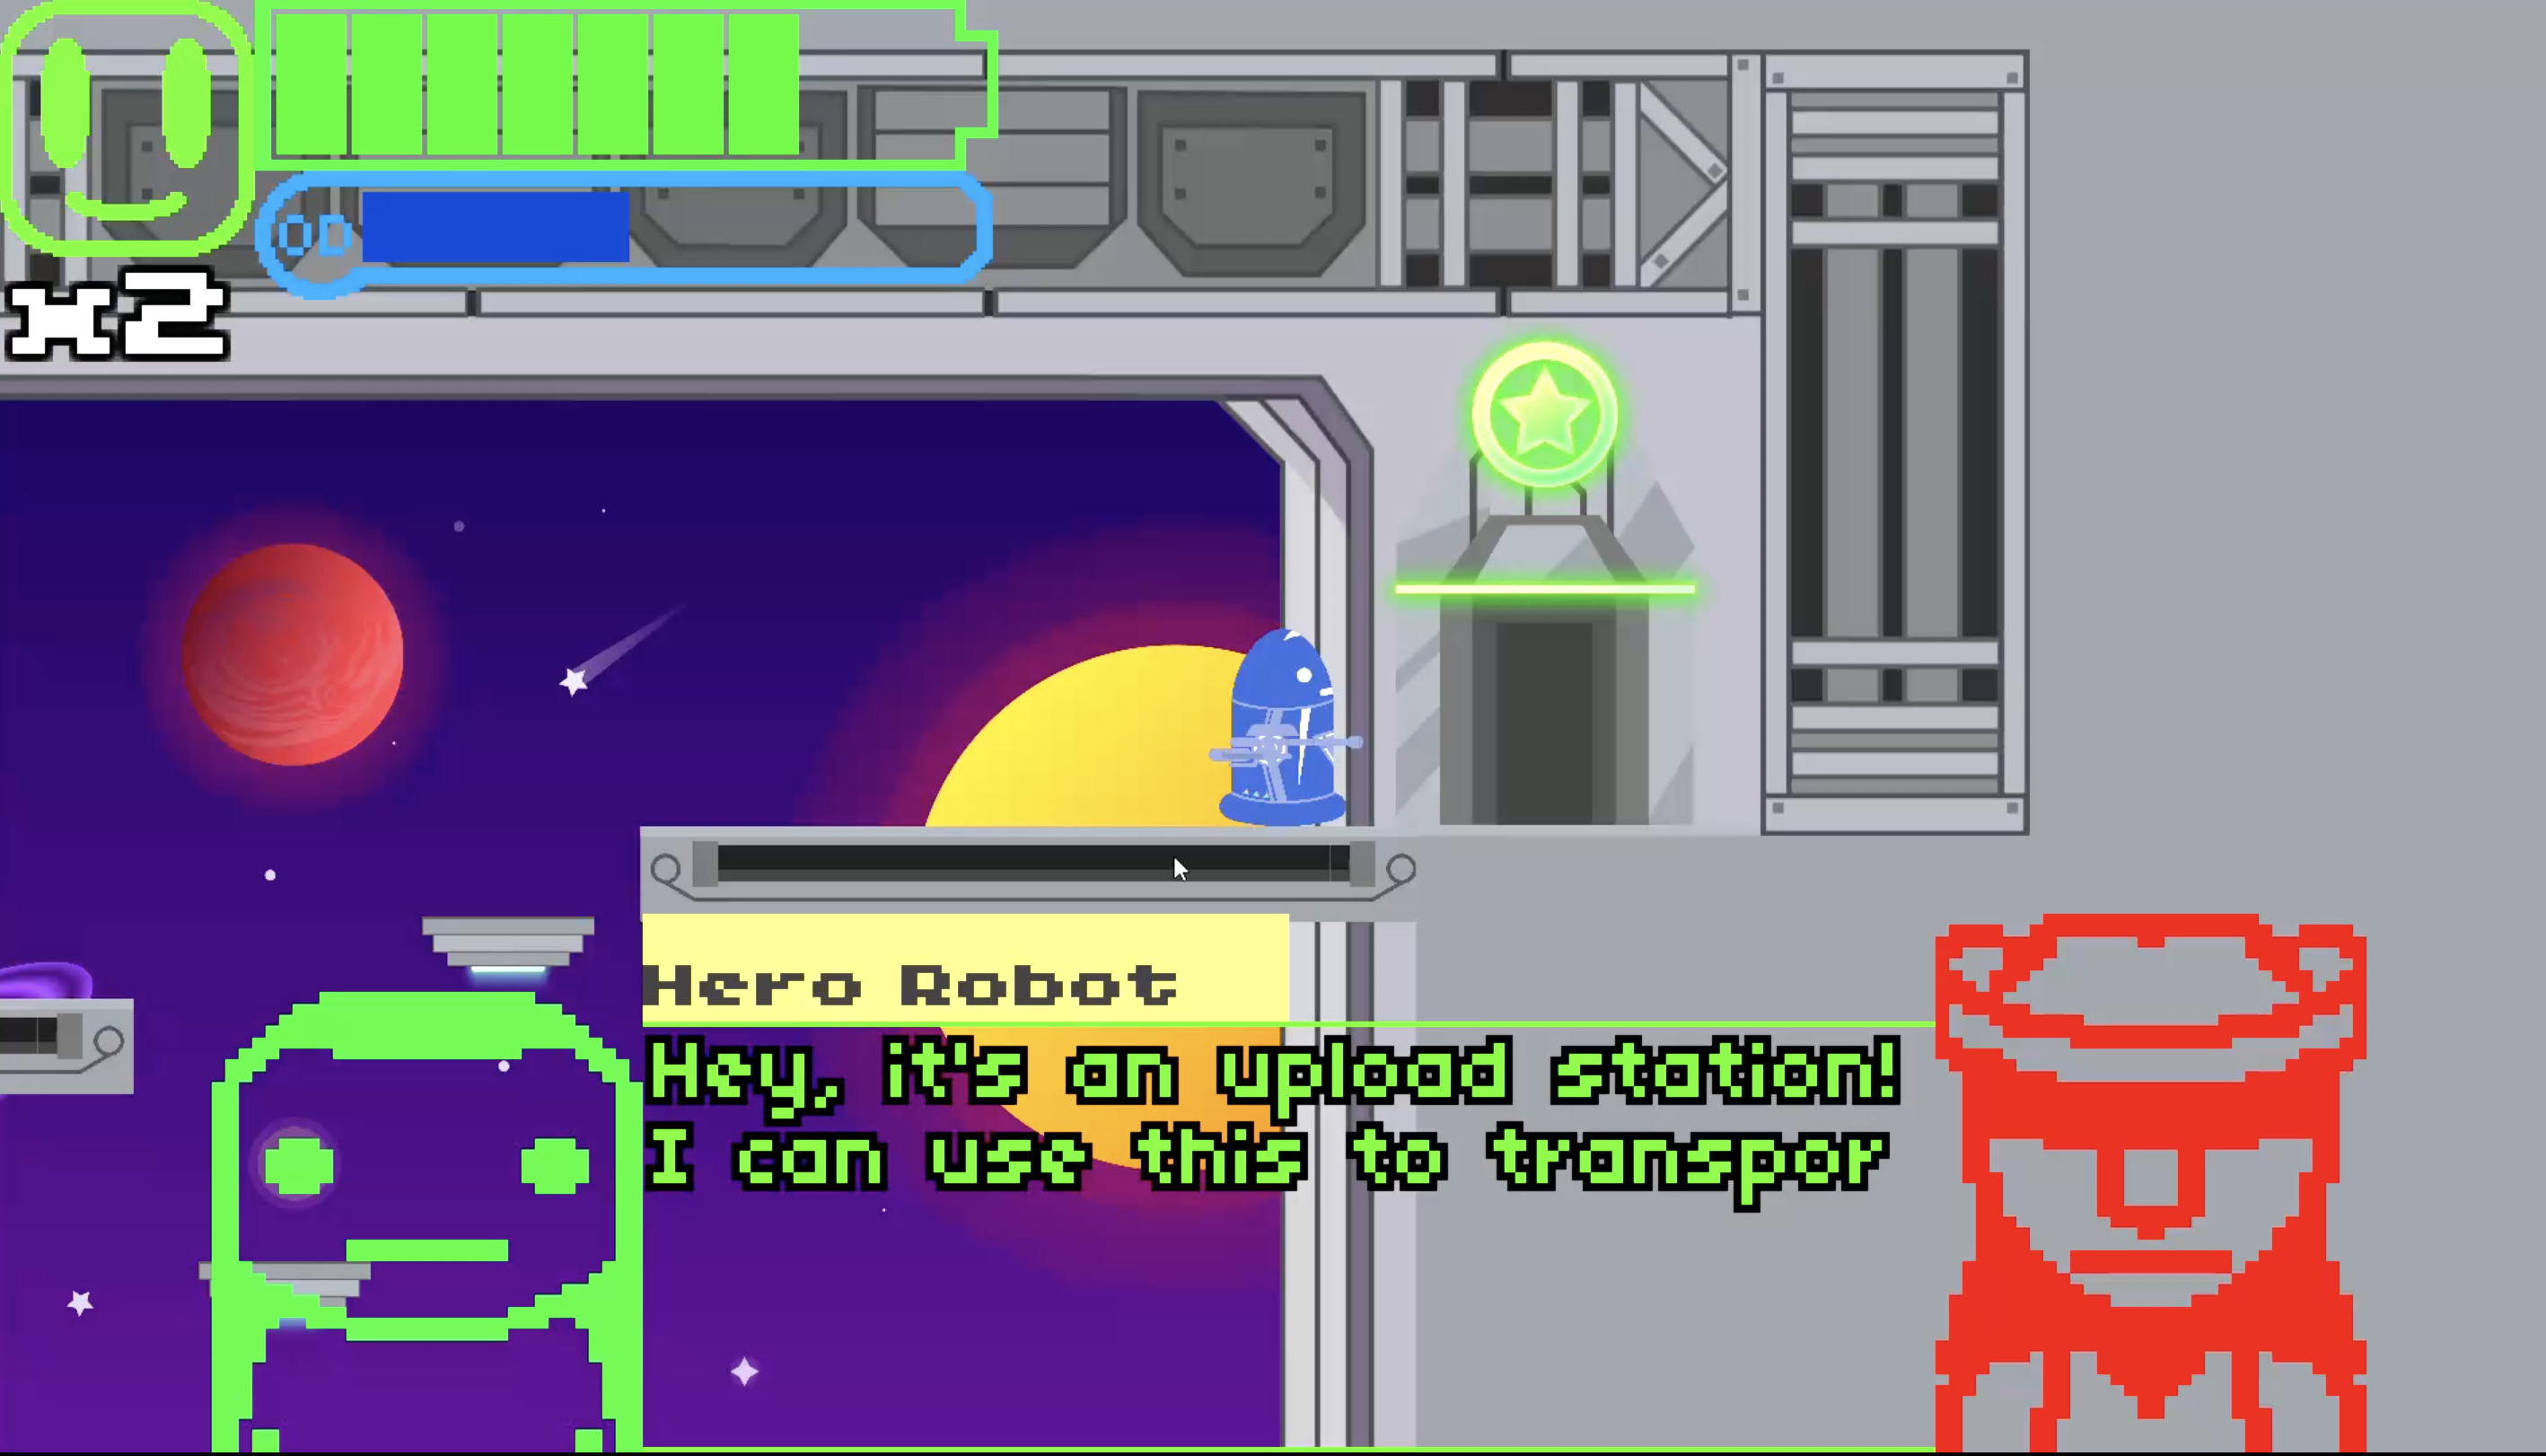 OD
x2
Hero Robot
Hey, it's an upload station!
I can use this to transpor